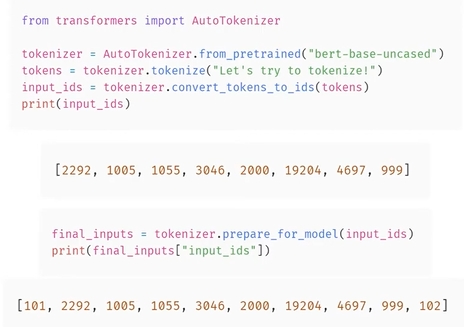 from transformers import AutoTokenizer
tokenizer = AutoTokenizer.from_pretrained("bert-base-uncased")
tokens = tokenizer.tokenize("Let's try to tokenize!")
input_ids = tokenizer.convert_tokens_to_ids(tokens)
print(input_ids)
[2292, 1005, 1055, 3046, 2000, 19204, 4697, 999]
final_inputs = tokenizer.prepare_for_model(input_ids)
print(final_inputs["input_ids"])
[101, 2292, 1005, 1055, 3046, 2000, 19204, 4697, 999, 102]